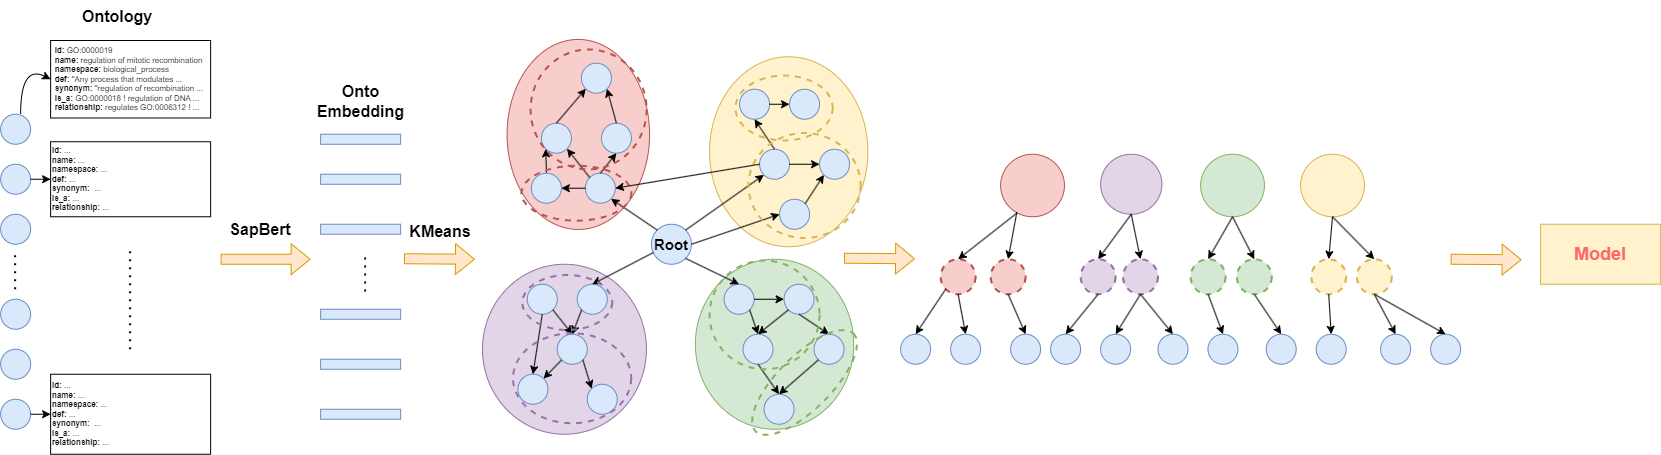 Ontology
id: GO:0000019
name: regulation of mitotic recombination
namespace: biological_process
def: "Any process that modulates ...
synonym: "regulation of recombination ...
is_a: GO:0000018 ! regulation of DNA ...
relationship: regulates GO:0006312 ! ...
id: ...
name: ...
namespace: ...
def: ...
synonym: ...
is_a: ...
relationship: ...
id: ...
name: ...
namespace: ...
def: ...
synonym: ...
is_a: ...
relationship: ...
SapBert
Onto
Embedding
KMeans
Root
Model